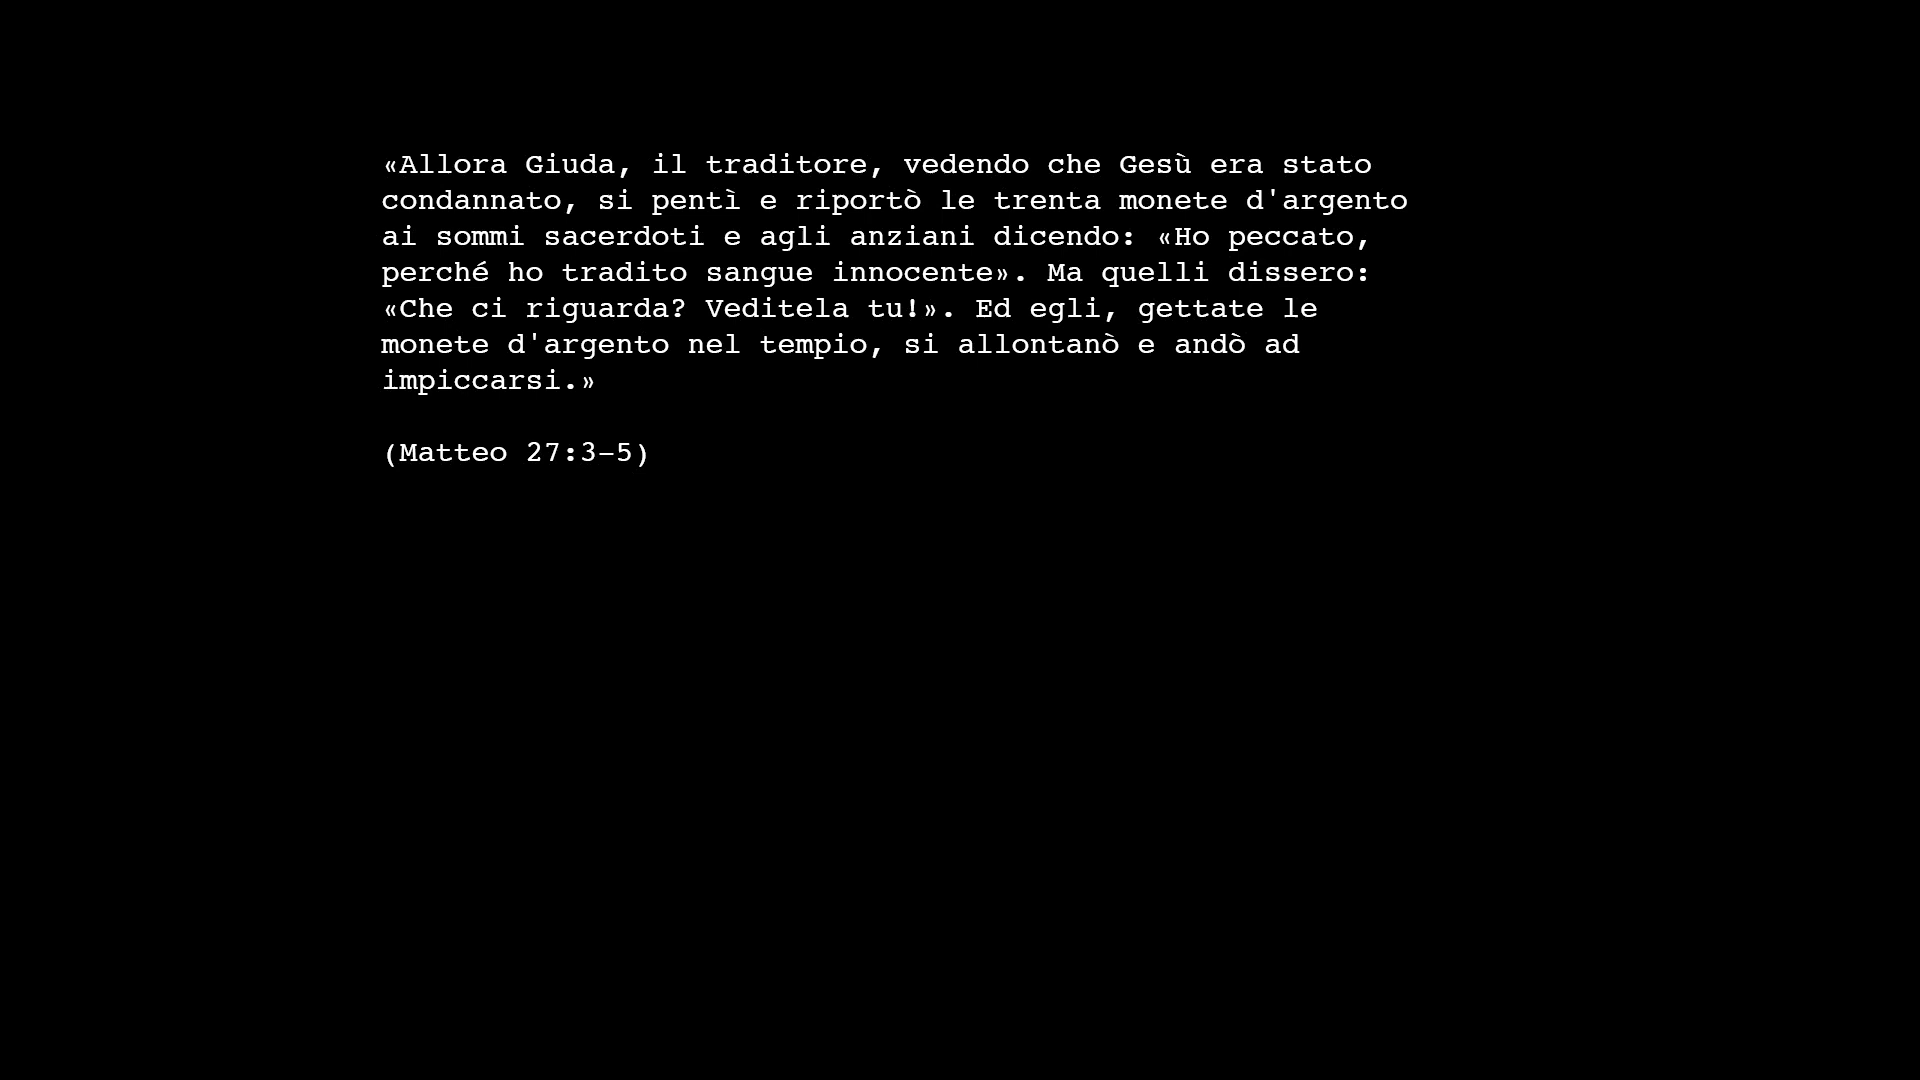 «Allora Giuda, il traditore, vedendo che Gesù era stato
condannato, si pentì e riportò le trenta monete d'argento
ai sommi sacerdoti e agli anziani dicendo: «Ho peccato,
perché ho tradito sangue innocente». Ma quelli dissero:
«Che ci riguarda? Veditela tu!». Ed egli, gettate le
monete d'argento nel tempio, si allontanò e andò ad
impiccarsi.»
(Matteo 27:3–5)